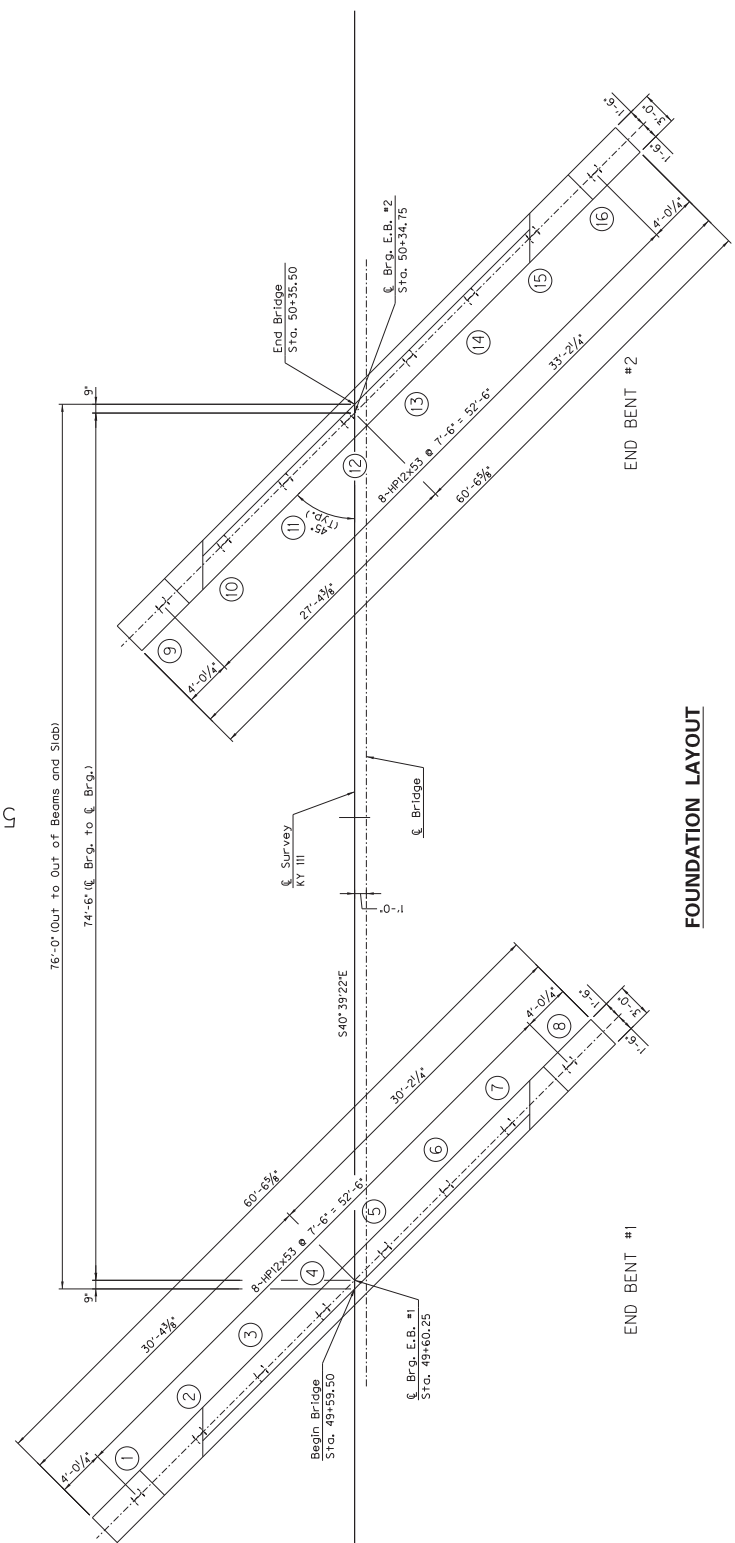 76'-0" (Out to Out of Beams and Slab)
9"
74'-6" (℄ Brg. to ℄ Brg.)
9"
End Bridge
Sta. 50+35.50
℄ Brg. E.B. #2
Sta. 50+34.75
℄ Survey
KY 111
℄ Bridge
1'-0"
S40°39'22"E
Begin Bridge
Sta. 49+59.50
℄ Brg. E.B. #1
Sta. 49+60.25
60'-6⅝"
30'-4⅜"
30'-2¼"
8~HP12x53 @ 7'-6" = 52'-6"
4'-0¼"
4'-0¼"
1
2
3
4
5
6
7
8
1'-6"
1'-6"
3'-0"
END BENT #1
9
10
11
12
13
14
15
16
45°
(Typ.)
4'-0¼"
4'-0¼"
8~HP12x53 @ 7'-6" = 52'-6"
27'-4⅜"
33'-2¼"
60'-6⅝"
1'-6"
1'-6"
3'-0"
END BENT #2
FOUNDATION LAYOUT